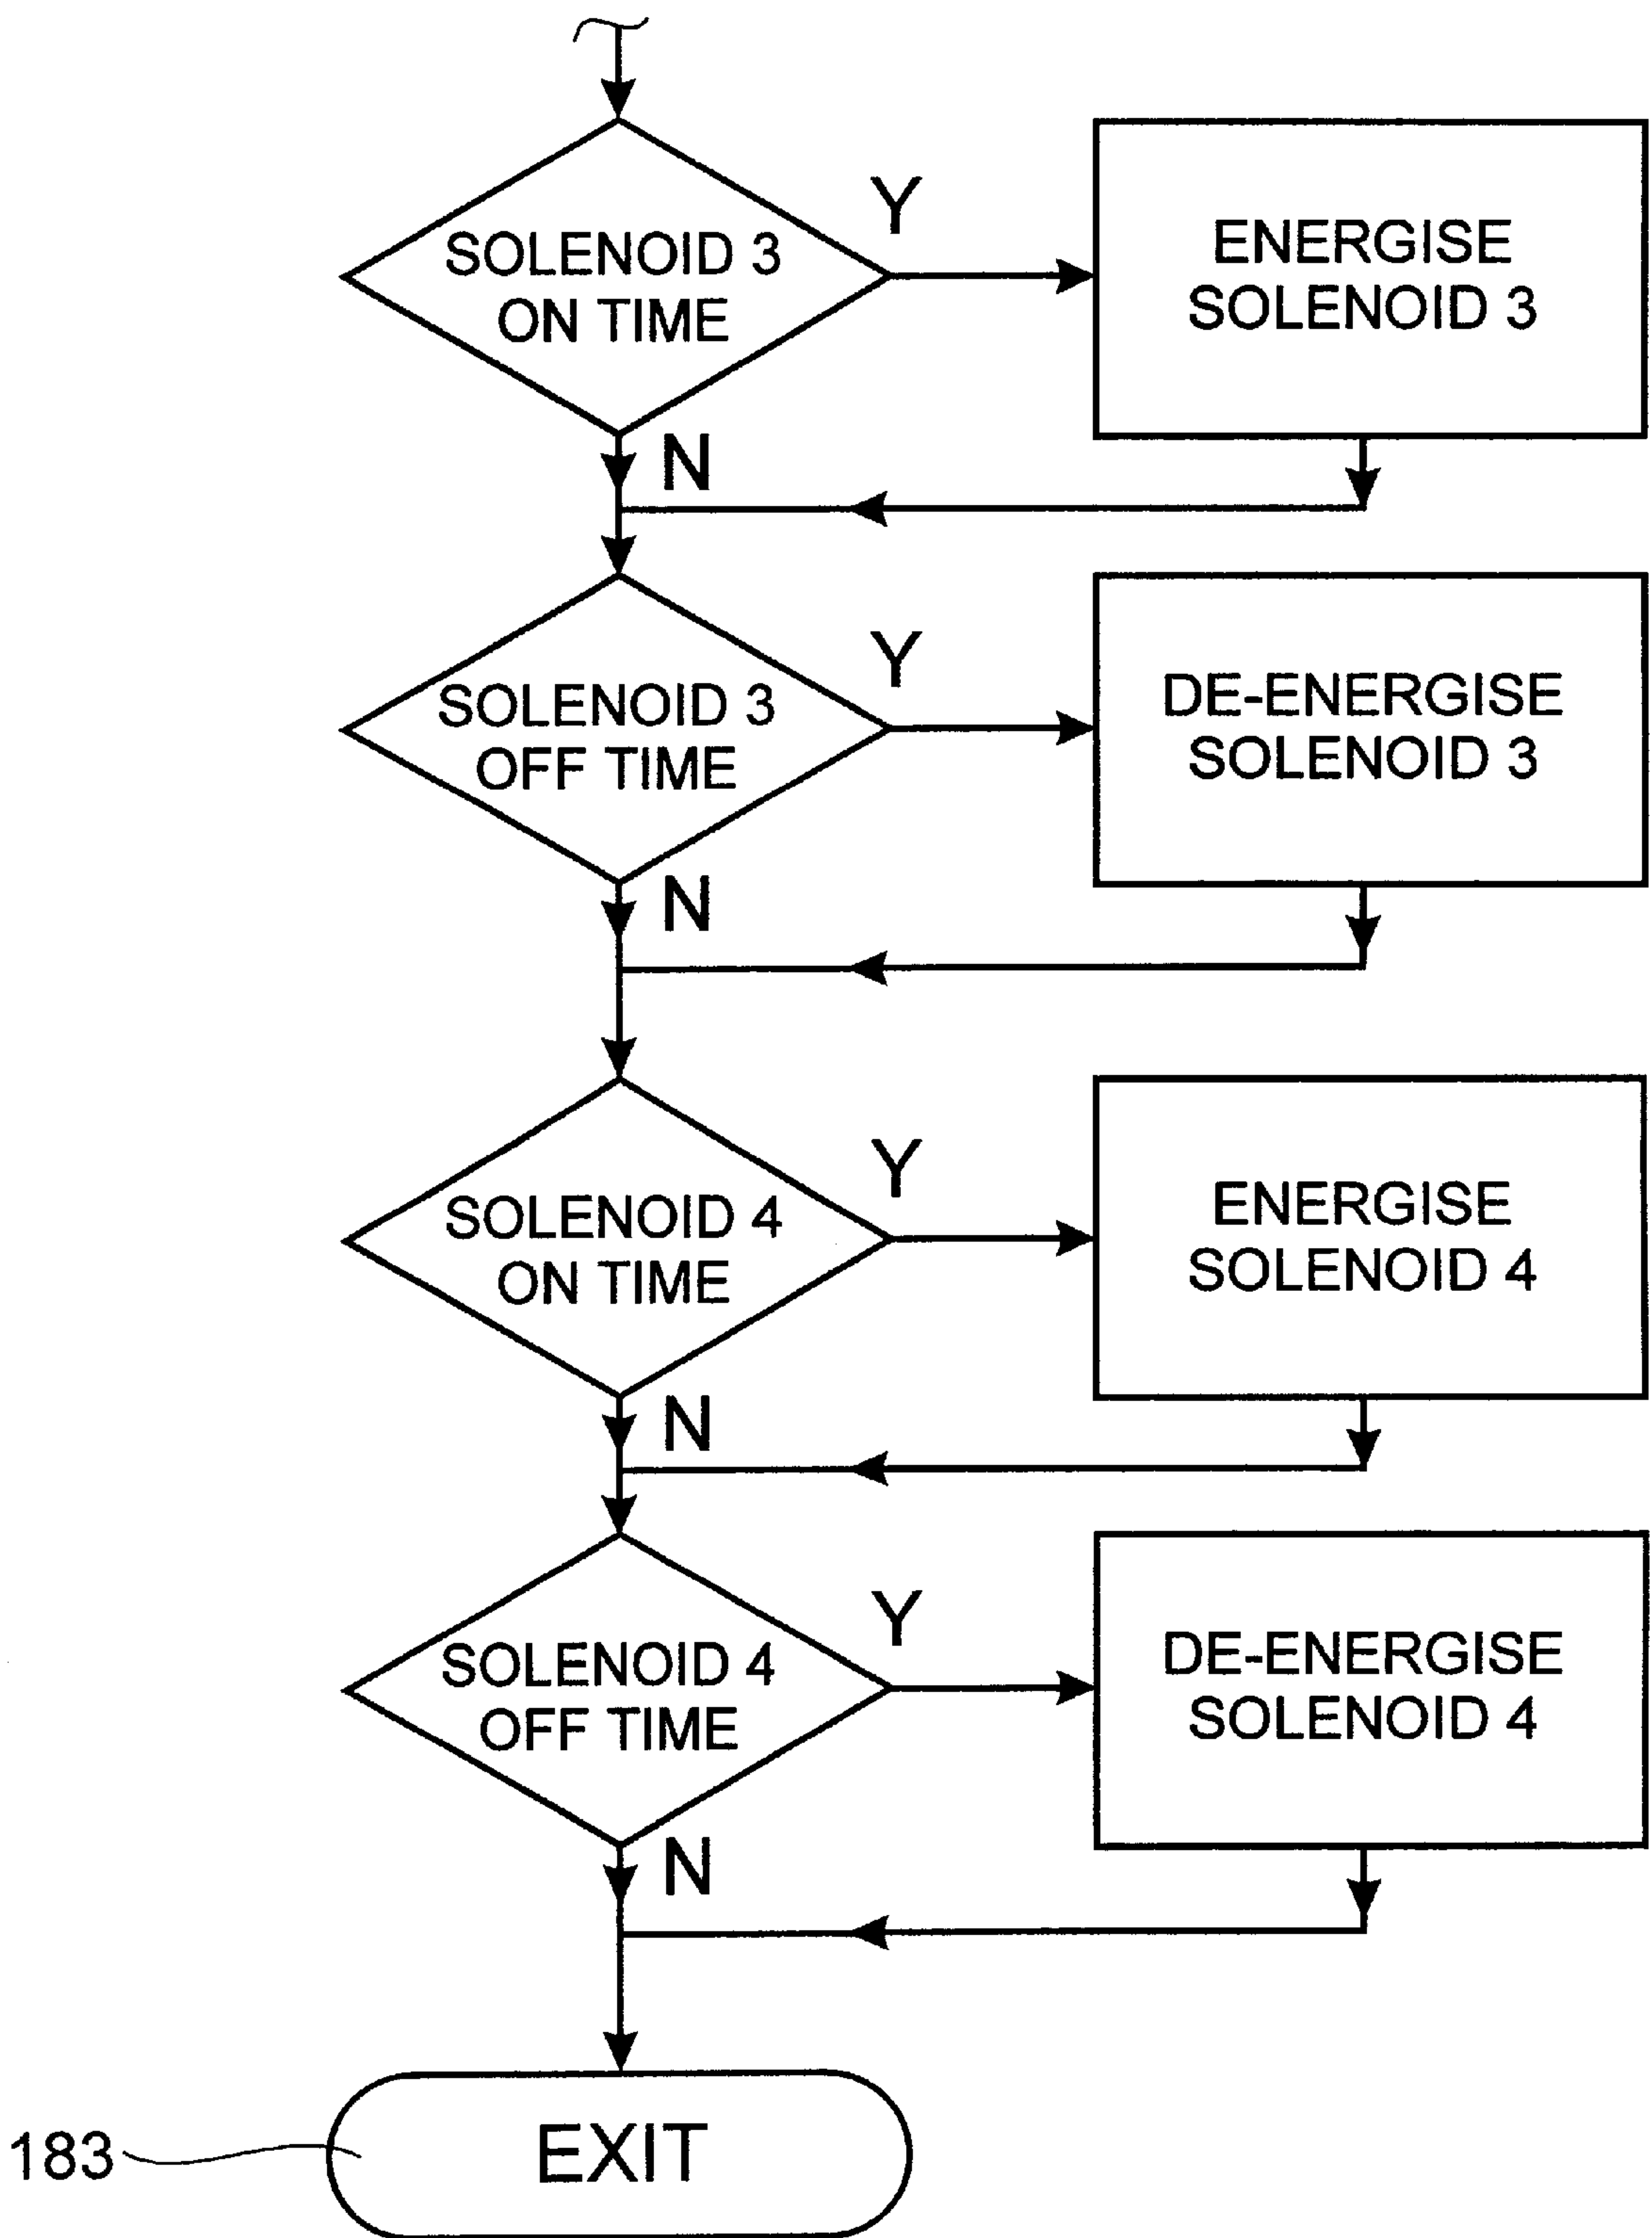 Y
SOLENOID 3
ON TIME
ENERGISE
SOLENOID 3
N
Y
SOLENOID 3
OFF TIME
DE-ENERGISE
SOLENOID 3
N
Y
SOLENOID 4
ON TIME
ENERGISE
SOLENOID 4
N
Y
SOLENOID 4
OFF TIME
DE-ENERGISE
SOLENOID 4
N
EXIT
183